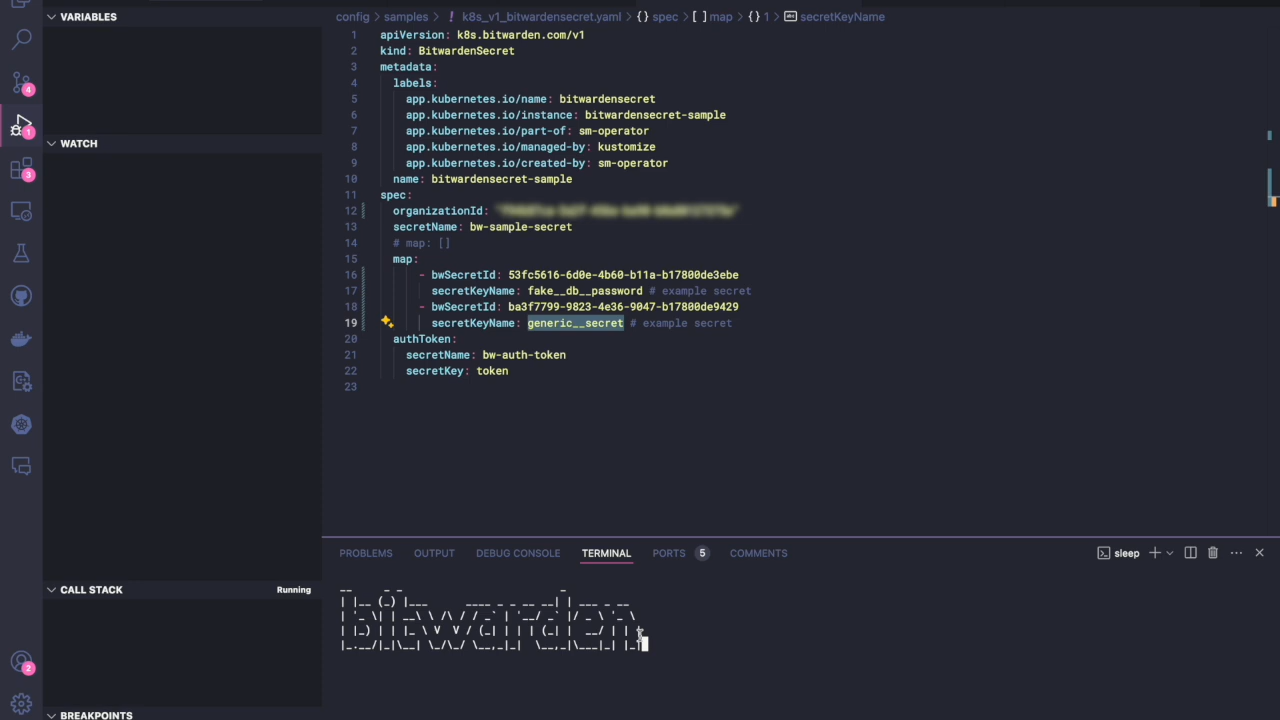 VARIABLES
WATCH
CALL STACK
Running
BREAKPOINTS
4
1
3
2
config > samples > ! k8s_v1_bitwardensecret.yaml > {} spec > [ ] map > {} 1 > abc secretKeyName
1 apiVersion: k8s.bitwarden.com/v1
2 kind: BitwardenSecret
3 metadata:
4 labels:
5 app.kubernetes.io/name: bitwardensecret
6 app.kubernetes.io/instance: bitwardensecret-sample
7 app.kubernetes.io/part-of: sm-operator
8 app.kubernetes.io/managed-by: kustomize
9 app.kubernetes.io/created-by: sm-operator
10 name: bitwardensecret-sample
11 spec:
12 organizationId:
13 secretName: bw-sample-secret
14 # map: []
15 map:
16 - bwSecretId: 53fc5616-6d0e-4b60-b11a-b17800de3ebe
17 secretKeyName: fake__db__password # example secret
18 - bwSecretId: ba3f7799-9823-4e36-9047-b17800de9429
19 secretKeyName: generic__secret # example secret
20 authToken:
21 secretName: bw-auth-token
22 secretKey: token
23
PROBLEMS OUTPUT DEBUG CONSOLE TERMINAL PORTS 5 COMMENTS
sleep
bitwarden